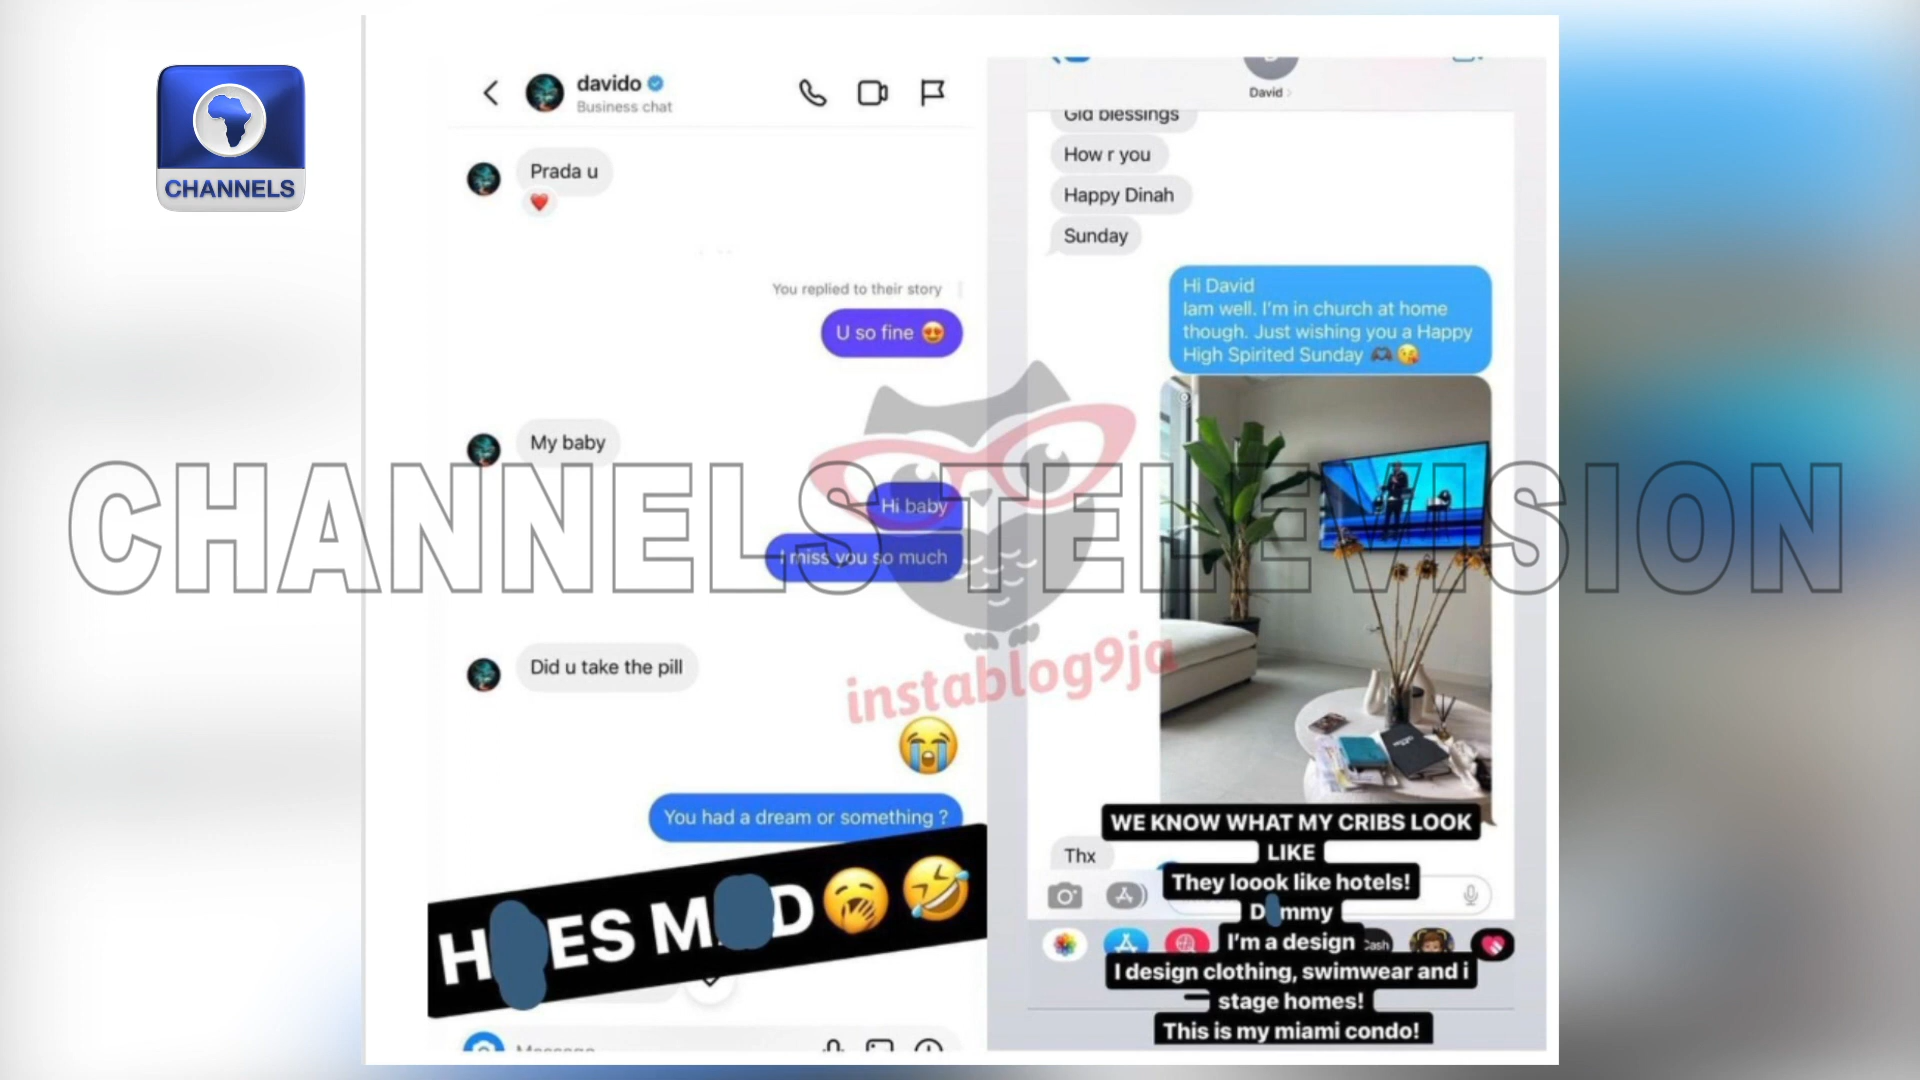 CHANNELS
davido
Business chat
Prada u
You replied to their story
U so fine 😍
My baby
Hi baby
I miss you so much
Did u take the pill
😭
You had a dream or something ?
H ES M D🥱🤣
David
Gld blessings
How r you
Happy Dinah
Sunday
Hi David
Iam well. I'm in church at home
though. Just wishing you a Happy
High Spirited Sunday 🫶🏾😘
Thx
WE KNOW WHAT MY CRIBS LOOK
LIKE
They loook like hotels!
D mmy
I'm a design
Cash
I design clothing, swimwear and i
stage homes!
This is my miami condo!
CHANNELS TELEVISION
instablog9ja